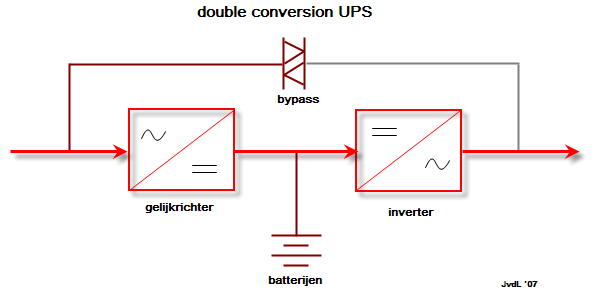 double conversion UPS
bypass
gelijkrichter
inverter
batterijen
JvdL '07